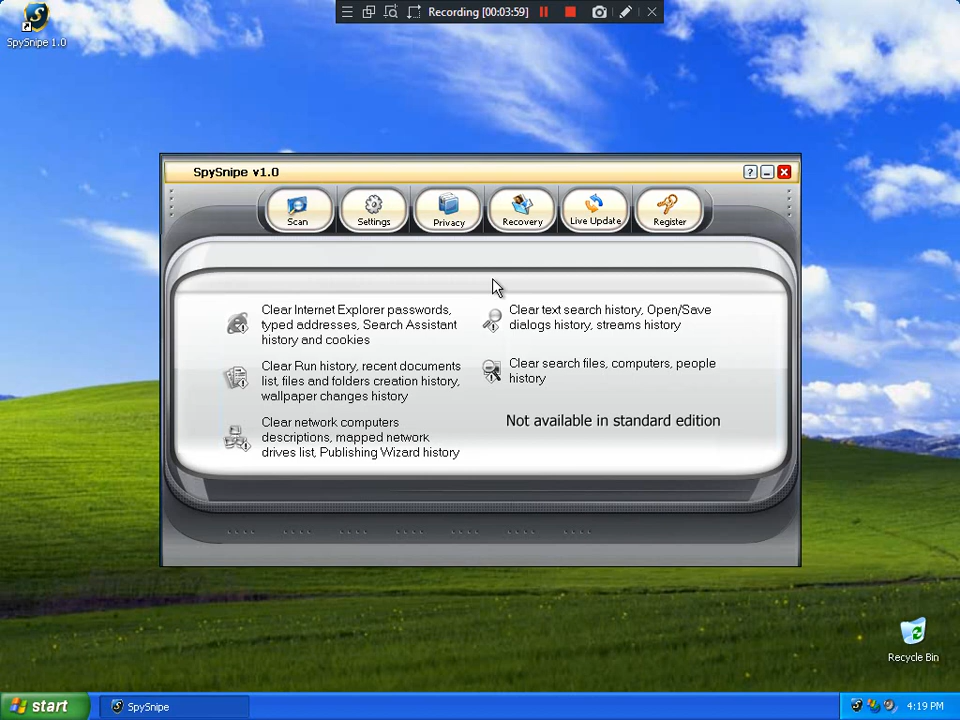 Recording [00:03:59]
SpySnipe 1.0
SpySnipe v1.0
?
Scan
Settings
Privacy
Recovery
Live Update
Register
Clear Internet Explorer passwords,
typed addresses, Search Assistant
history and cookies
Clear Run history, recent documents
list, files and folders creation history,
wallpaper changes history
Clear network computers
descriptions, mapped network
drives list, Publishing Wizard history
Clear text search history, Open/Save
dialogs history, streams history
Clear search files, computers, people
history
Not available in standard edition
Recycle Bin
start
SpySnipe
4:19 PM